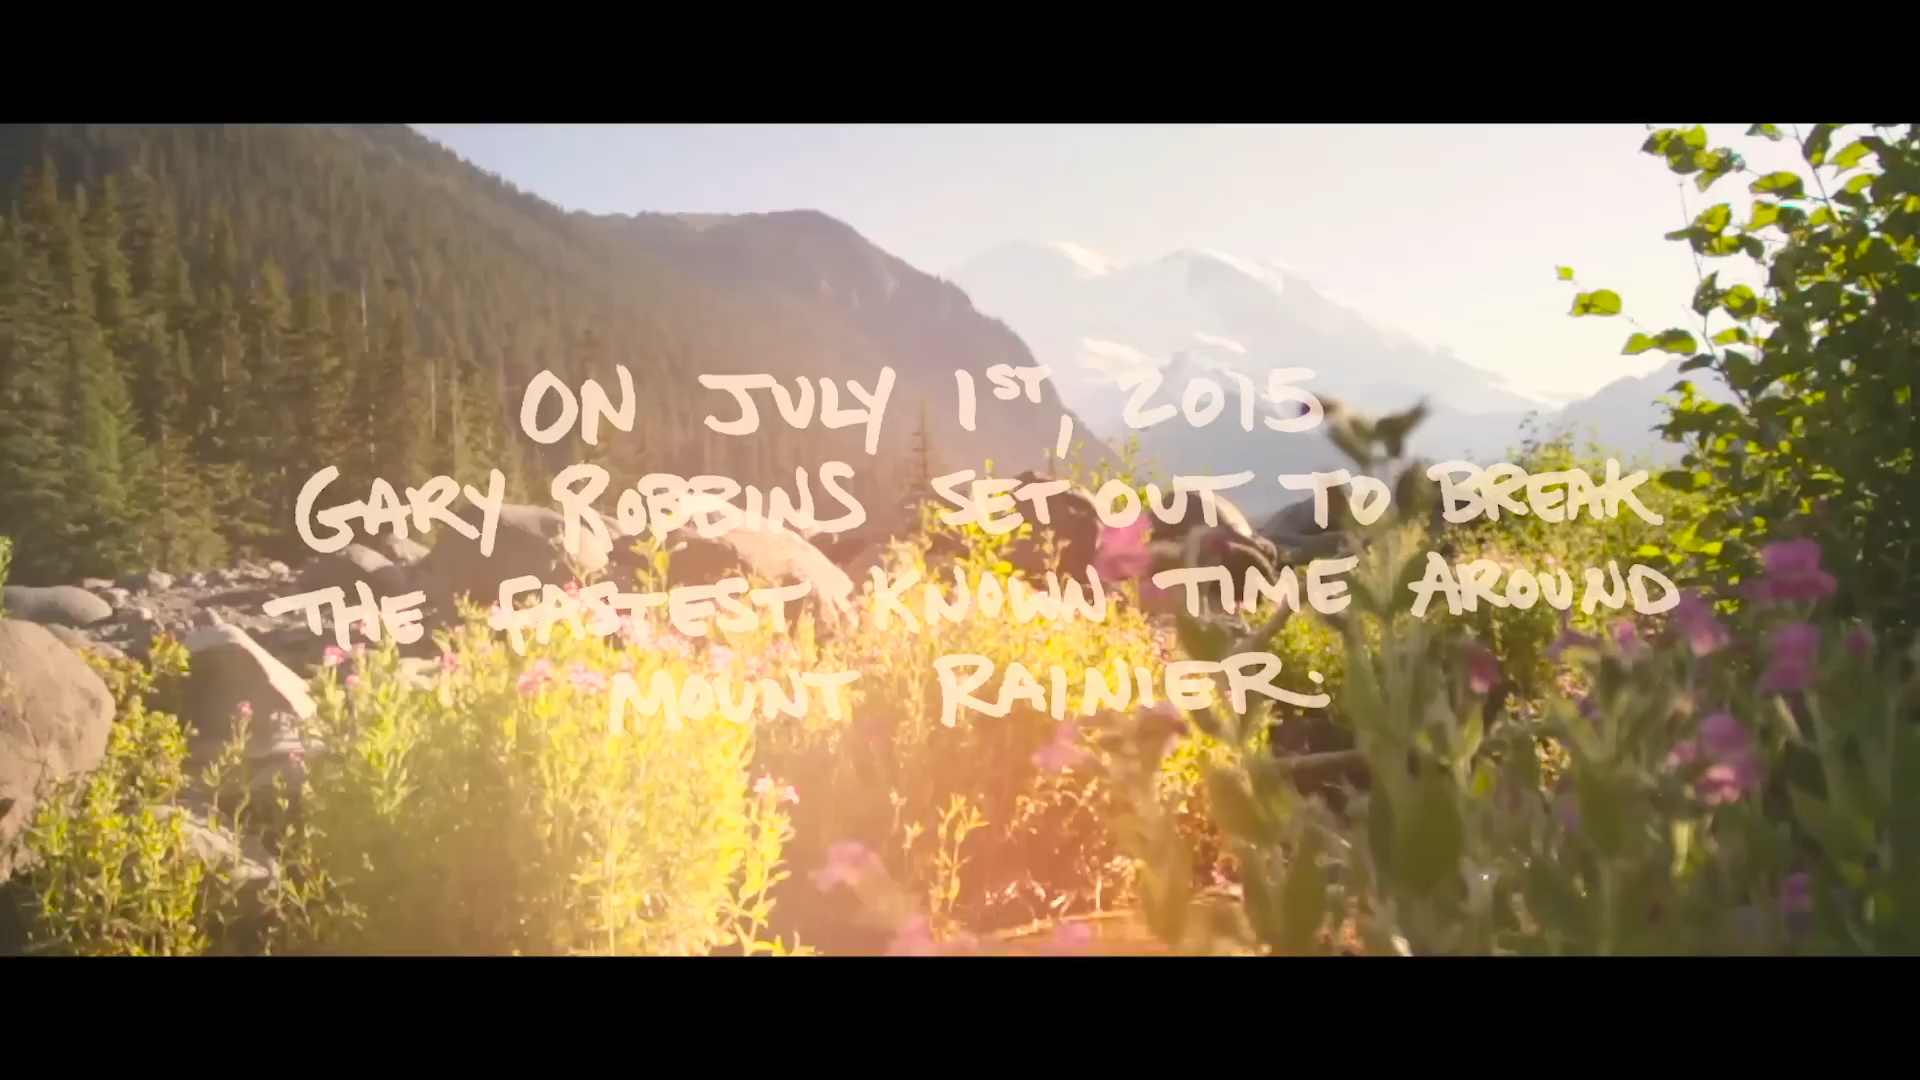 ON JULY 1ST, 2015
GARY ROBBINS SET OUT TO BREAK
THE FASTEST KNOWN TIME AROUND
MOUNT RAINIER.